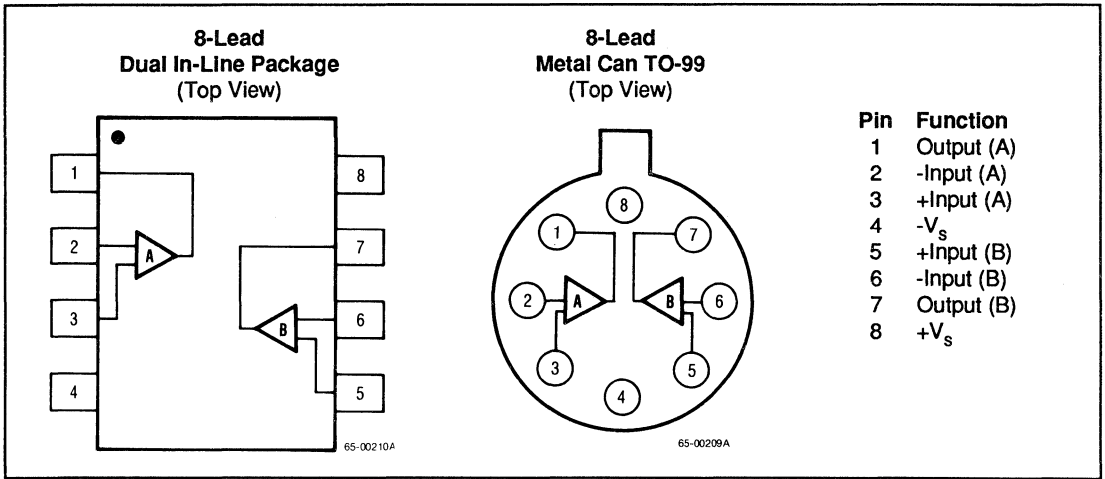 8-Lead
Dual In-Line Package
(Top View)
1
2
3
4
8
7
6
5
A
B
65-00210A
8-Lead
Metal Can TO-99
(Top View)
8
1
7
2
A
B
6
3
5
4
65-00209A
Pin Function
1 Output (A)
2 -Input (A)
3 +Input (A)
4 -Vs
5 +Input (B)
6 -Input (B)
7 Output (B)
8 +Vs